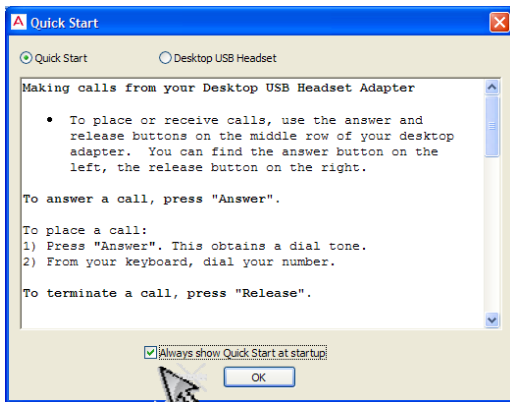 A Quick Start
Quick Start Desktop USB Headset
Making calls from your Desktop USB Headset Adapter
• To place or receive calls, use the answer and
release buttons on the middle row of your desktop
adapter. You can find the answer button on the
left, the release button on the right.
To answer a call, press "Answer".
To place a call:
1) Press "Answer". This obtains a dial tone.
2) From your keyboard, dial your number.
To terminate a call, press "Release".
Always show Quick Start at startup
OK